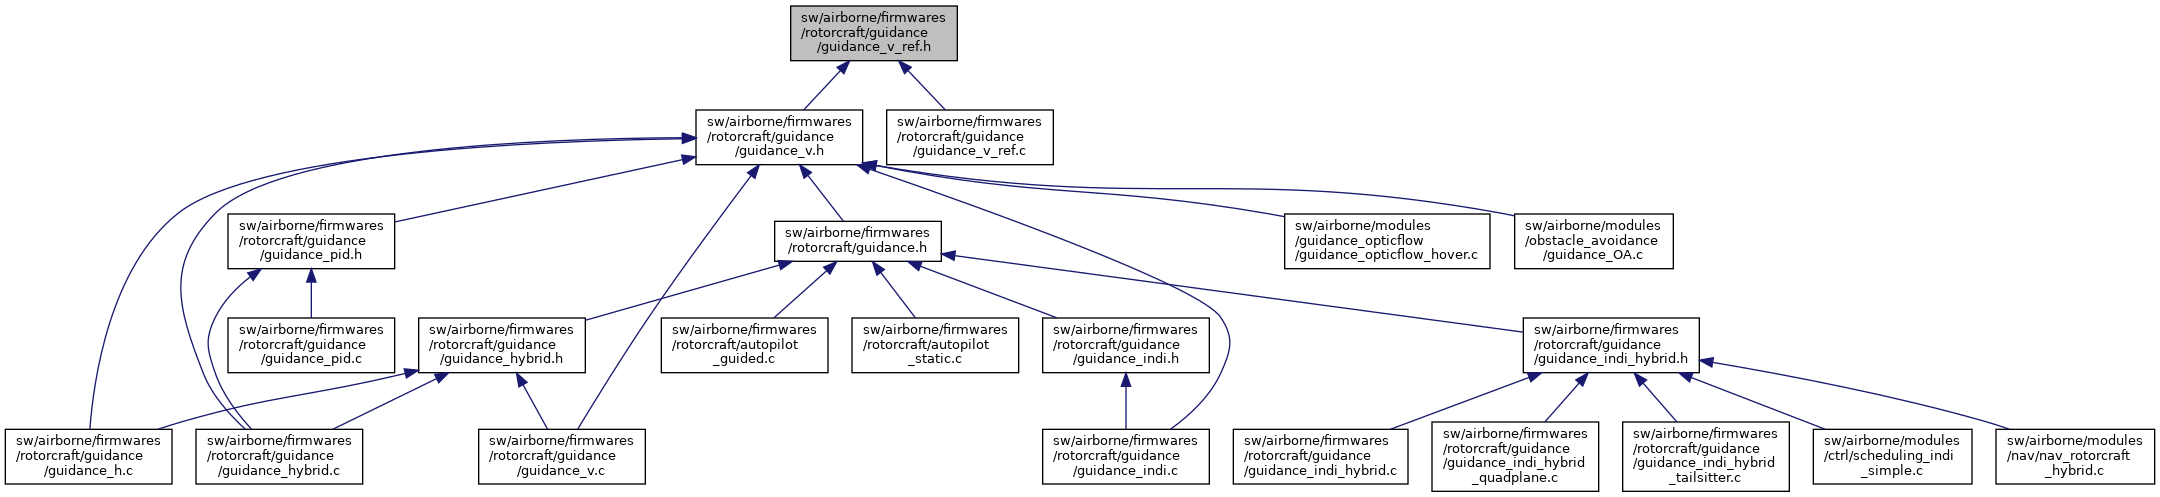 sw/airborne/firmwares
/rotorcraft/guidance
/guidance_v_ref.h
sw/airborne/firmwares
/rotorcraft/guidance
/guidance_v.h
sw/airborne/firmwares
/rotorcraft/guidance
/guidance_v_ref.c
sw/airborne/firmwares
/rotorcraft/guidance
/guidance_pid.h
sw/airborne/firmwares
/rotorcraft/guidance.h
sw/airborne/modules
/guidance_opticflow
/guidance_opticflow_hover.c
sw/airborne/modules
/obstacle_avoidance
/guidance_OA.c
sw/airborne/firmwares
/rotorcraft/guidance
/guidance_pid.c
sw/airborne/firmwares
/rotorcraft/guidance
/guidance_hybrid.h
sw/airborne/firmwares
/rotorcraft/autopilot
_guided.c
sw/airborne/firmwares
/rotorcraft/autopilot
_static.c
sw/airborne/firmwares
/rotorcraft/guidance
/guidance_indi.h
sw/airborne/firmwares
/rotorcraft/guidance
/guidance_indi_hybrid.h
sw/airborne/firmwares
/rotorcraft/guidance
/guidance_h.c
sw/airborne/firmwares
/rotorcraft/guidance
/guidance_hybrid.c
sw/airborne/firmwares
/rotorcraft/guidance
/guidance_v.c
sw/airborne/firmwares
/rotorcraft/guidance
/guidance_indi.c
sw/airborne/firmwares
/rotorcraft/guidance
/guidance_indi_hybrid.c
sw/airborne/firmwares
/rotorcraft/guidance
/guidance_indi_hybrid
_quadplane.c
sw/airborne/firmwares
/rotorcraft/guidance
/guidance_indi_hybrid
_tailsitter.c
sw/airborne/modules
/ctrl/scheduling_indi
_simple.c
sw/airborne/modules
/nav/nav_rotorcraft
_hybrid.c